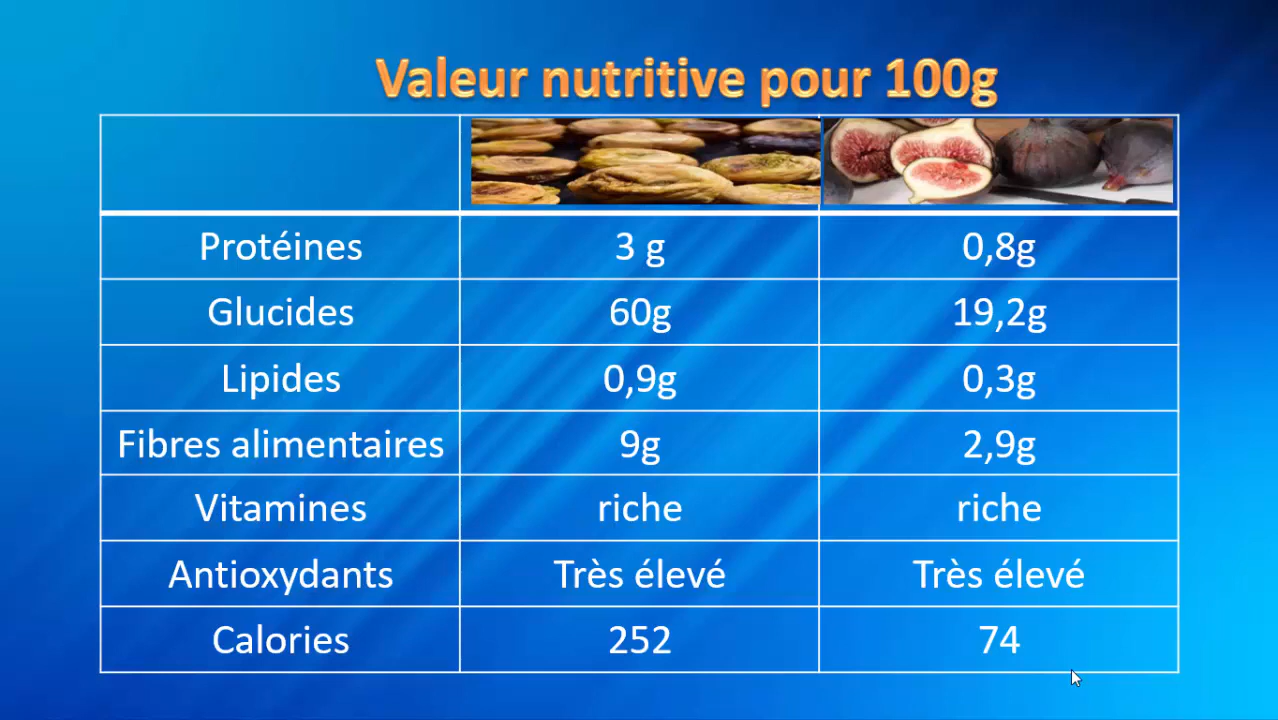 Valeur nutritive pour 100g
Protéines 3 g 0,8g
Glucides 60g 19,2g
Lipides 0,9g 0,3g
Fibres alimentaires 9g 2,9g
Vitamines riche riche
Antioxydants Très élevé Très élevé
Calories 252 74